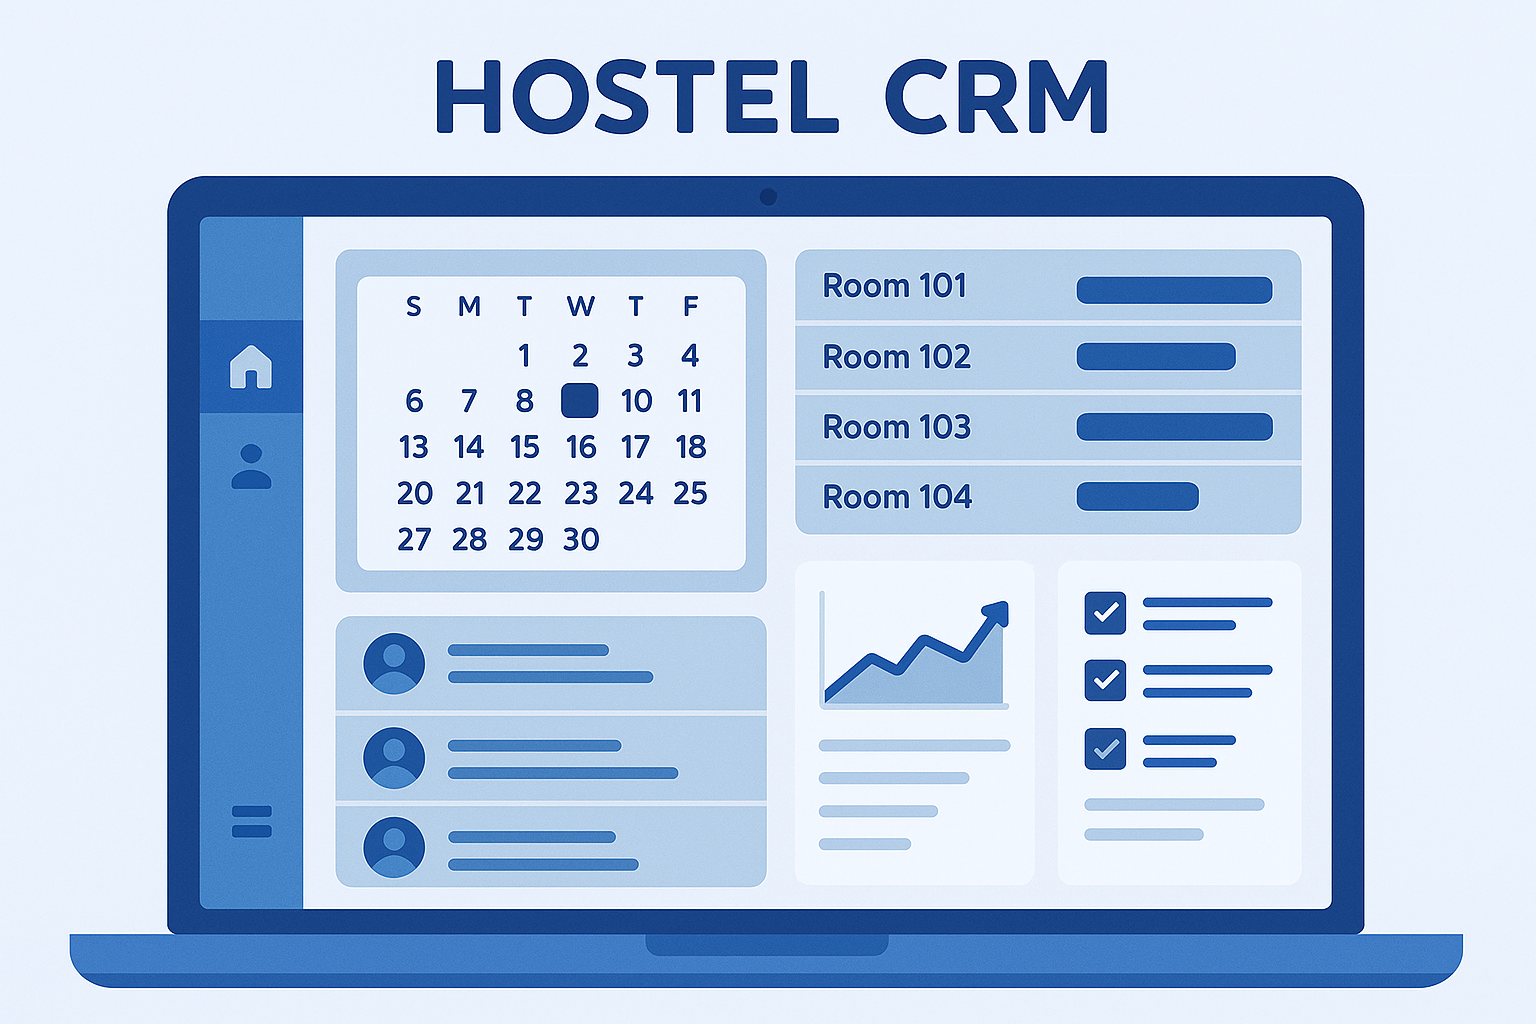 HOSTEL CRM
S M T W T F
1 2 3 4
6 7 8 10 11
13 14 15 16 17 18
20 21 22 23 24 25
27 28 29 30
Room 101
Room 102
Room 103
Room 104